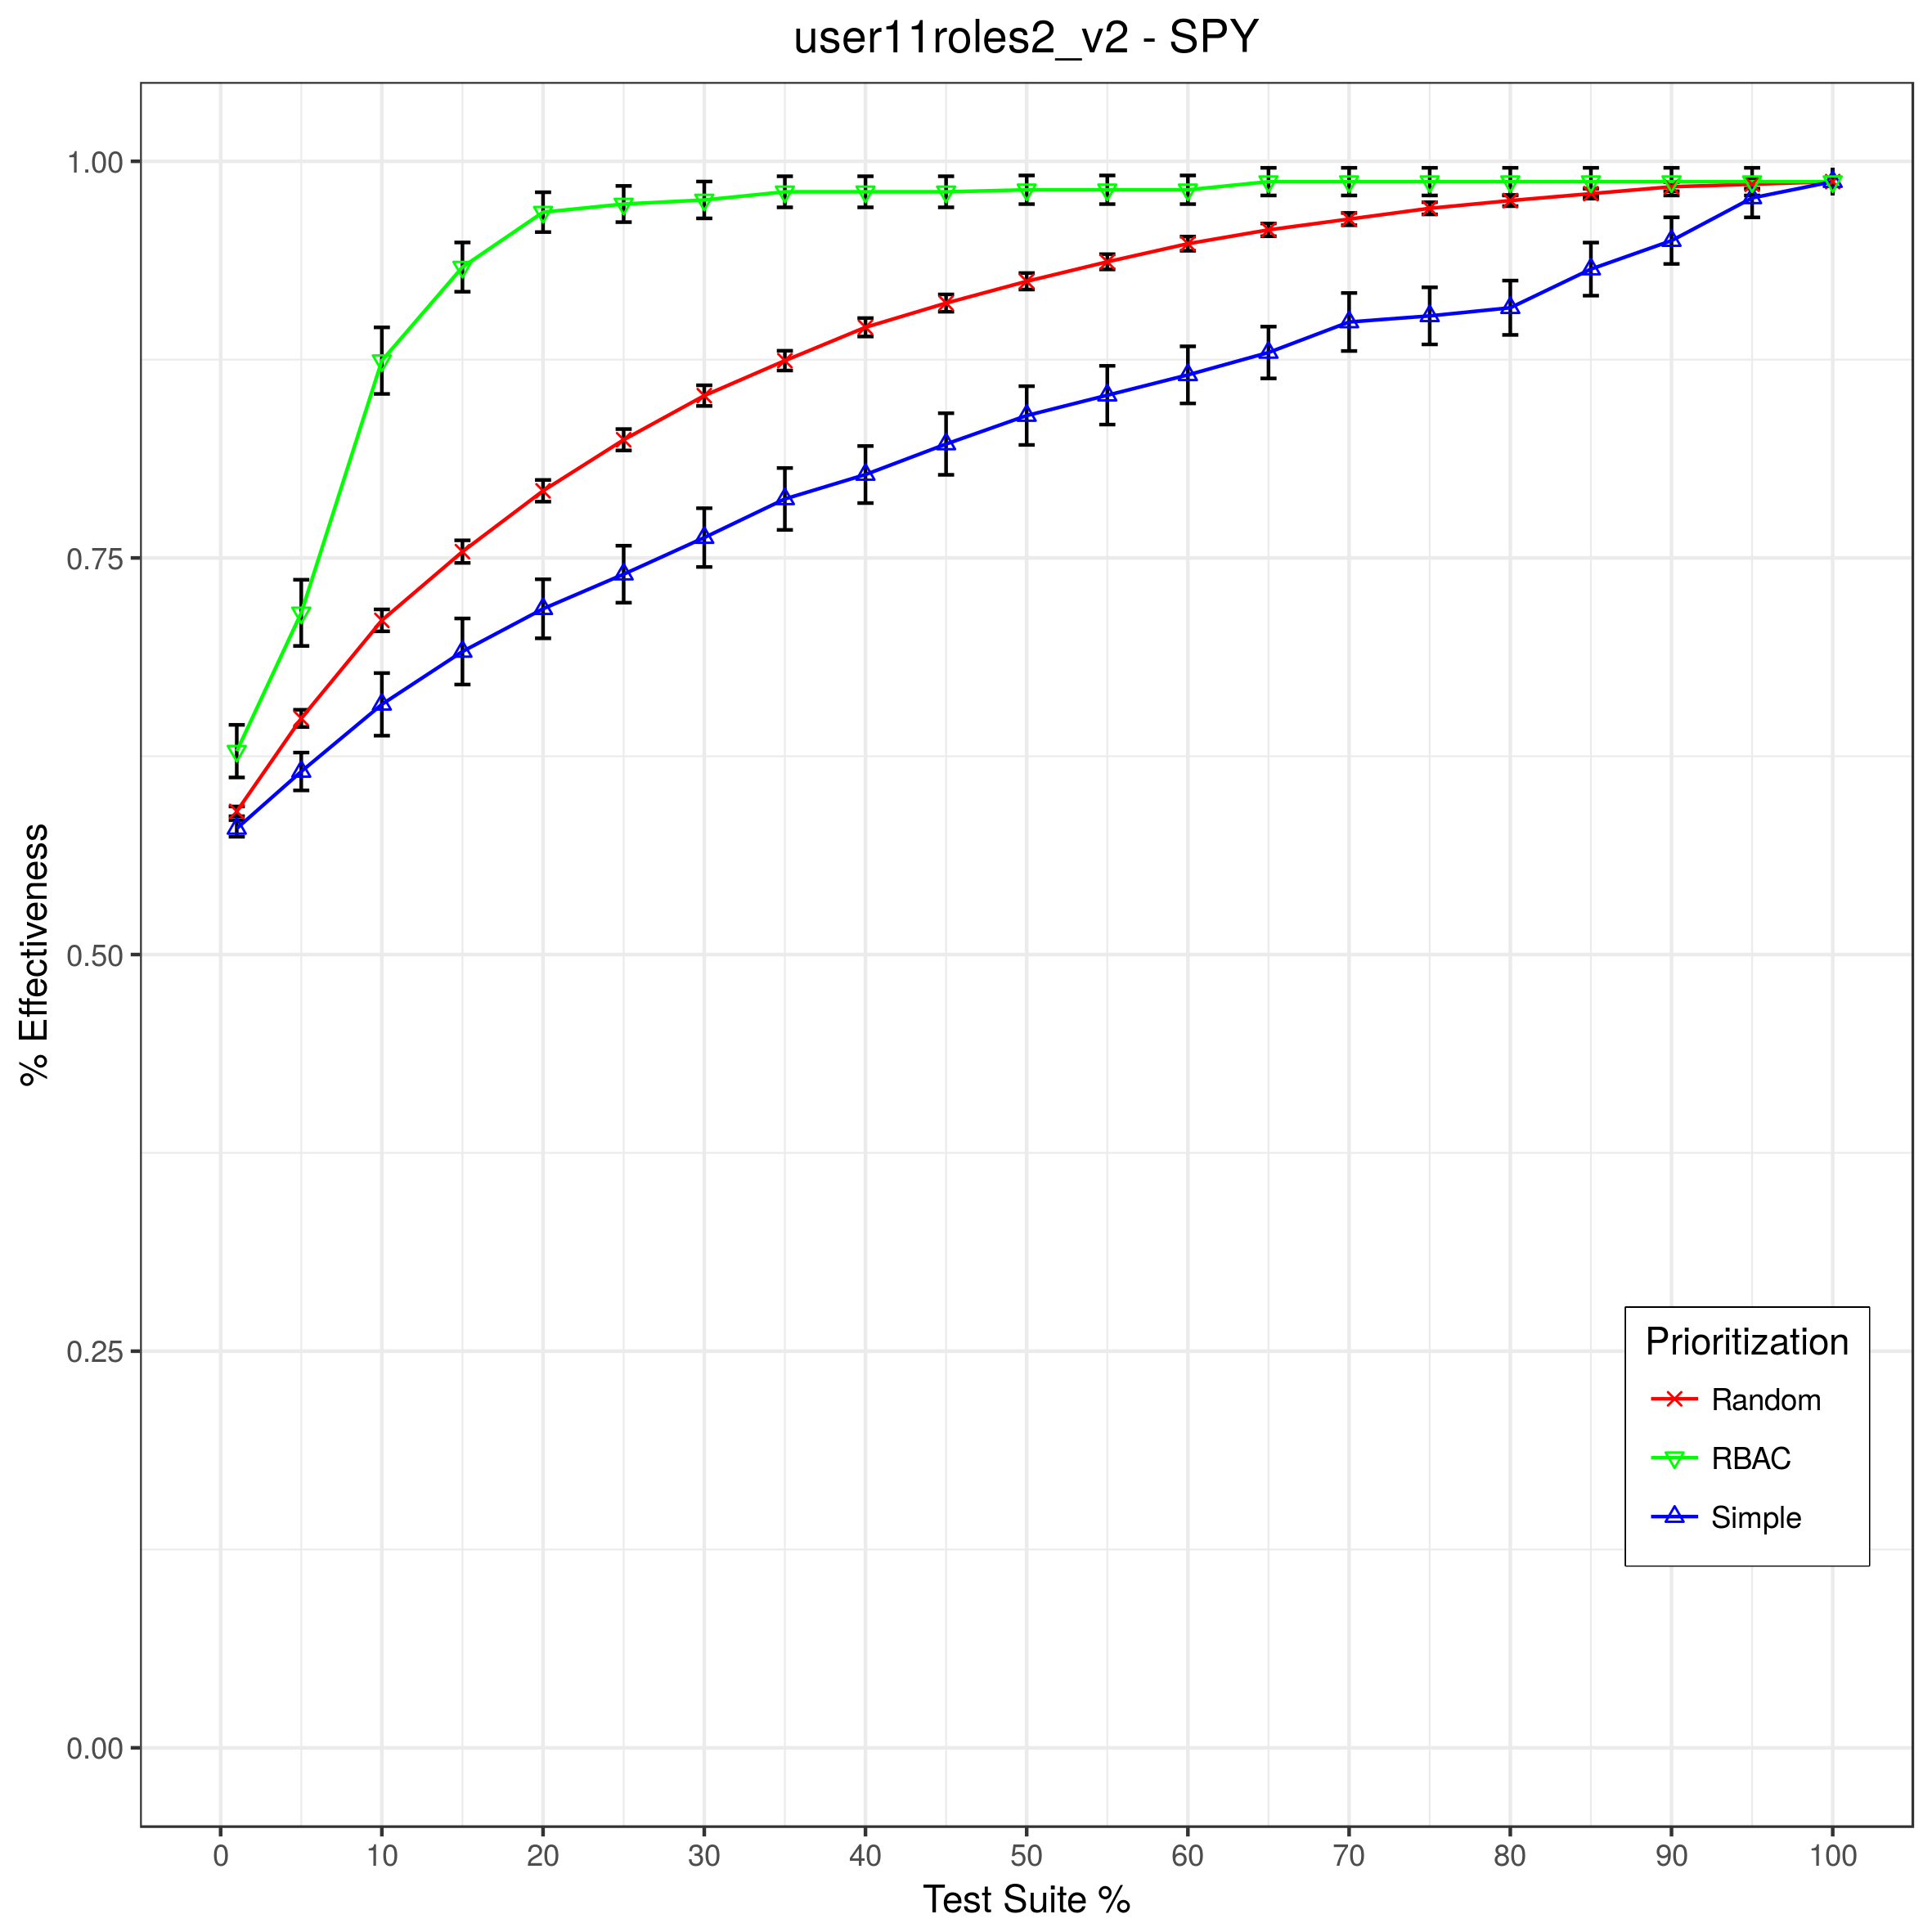 user11roles2_v2 - SPY
1.00
0.75
0.50
0.25
0.00
% Effectiveness
0 10 20 30 40 50 60 70 80 90 100
Test Suite %
Prioritization
Random
RBAC
Simple